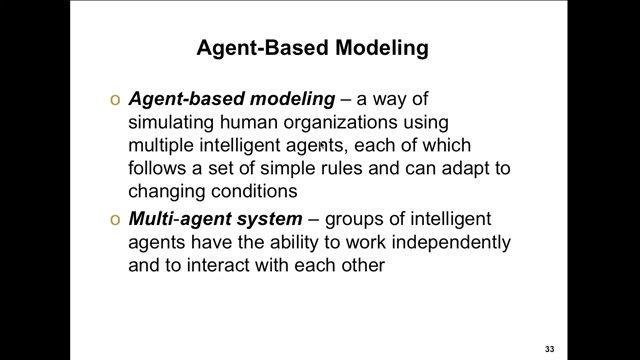 Agent-Based Modeling
o Agent-based modeling – a way of
simulating human organizations using
multiple intelligent agents, each of which
follows a set of simple rules and can adapt to
changing conditions
o Multi-agent system – groups of intelligent
agents have the ability to work independently
and to interact with each other
33